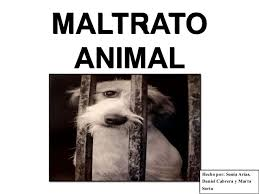 MALTRATO
ANIMAL
Hecho por: Sonia Arias,
Daniel Cabrera y Marta
Soria